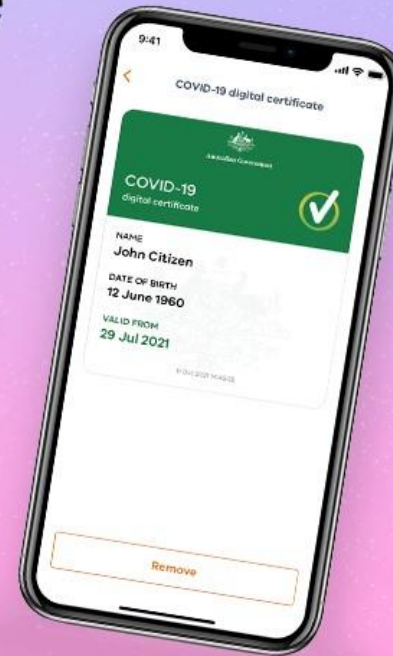 9:41
COVID-19 digital certificate
Australian Government
COVID-19
digital certificate
NAME
John Citizen
DATE OF BIRTH
12 June 1960
VALID FROM
29 Jul 2021
Remove